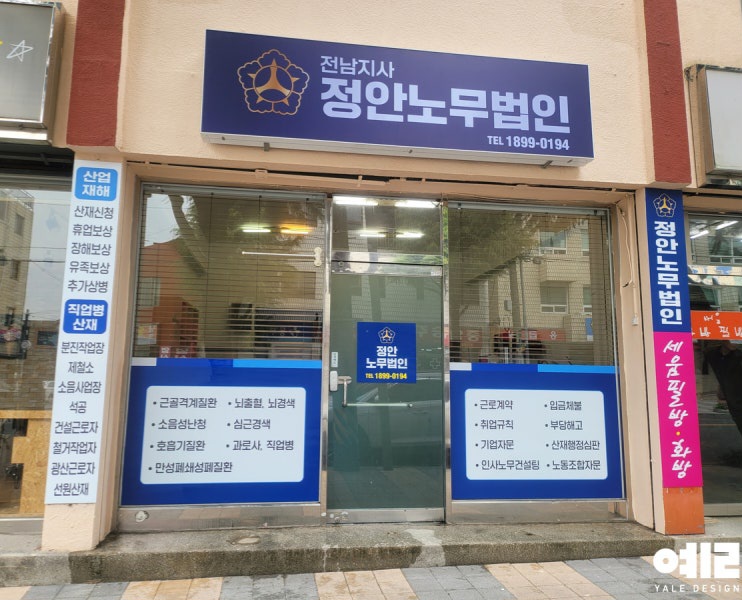 전남지사
정안노무법인
TEL 1899-0194
산업
재해
산재신청
휴업보상
장해보상
유족보상
추가상병
직업병
산재
분진작업장
제철소
소음사업장
석공
건설근로자
철거작업자
광산근로자
선원산재
• 근골격계질환 • 뇌출혈, 뇌경색
• 소음성난청 • 심근경색
• 호흡기질환 • 과로사, 직업병
• 만성폐쇄성폐질환
정안
노무법인
TEL 1899-0194
• 근로계약 • 임금체불
• 취업규칙 • 부당해고
• 기업자문 • 산재행정심판
• 인사노무건설팅 • 노동조합자문
정안노무법인
세움필방·화방
예리
YALE DESIGN